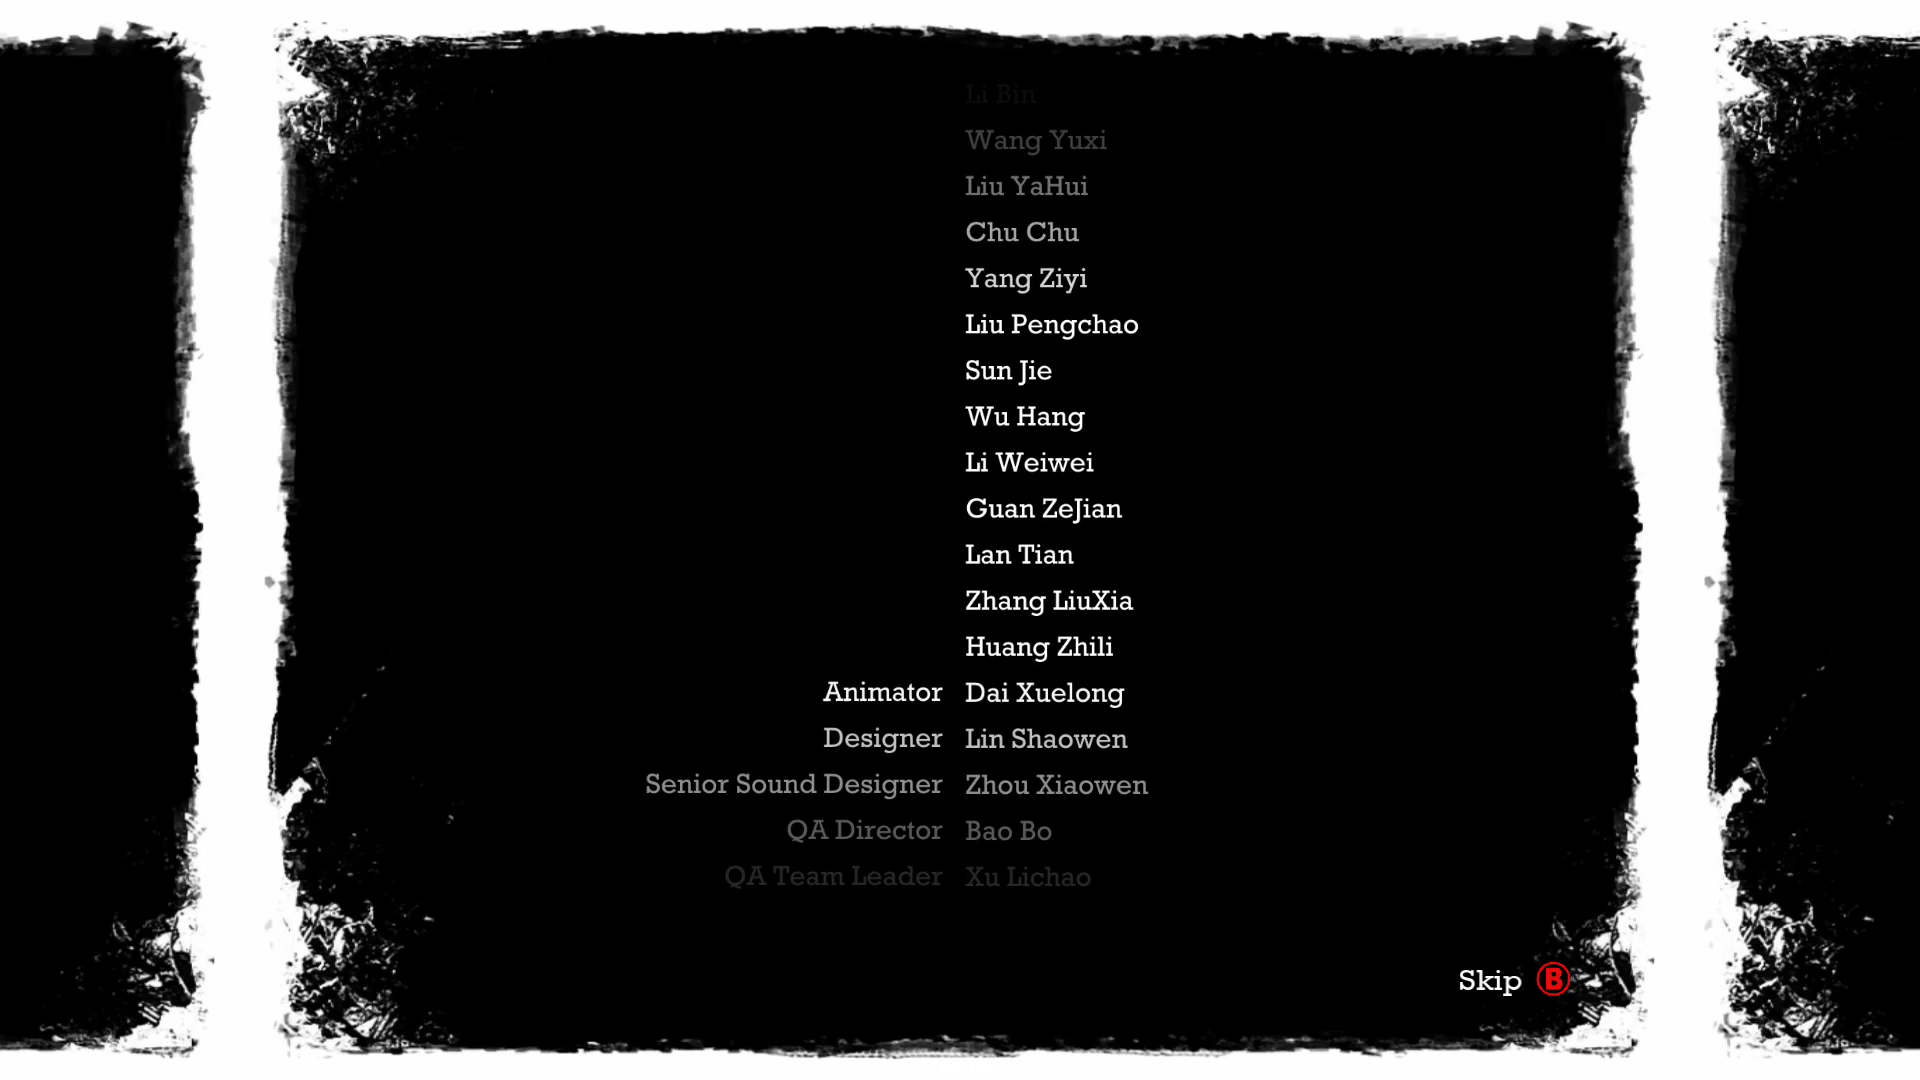 Li Bin
Wang Yuxi
Liu YaHui
Chu Chu
Yang Ziyi
Liu Pengchao
Sun Jie
Wu Hang
Li Weiwei
Guan ZeJian
Lan Tian
Zhang LiuXia
Huang Zhili
Animator Dai Xuelong
Designer Lin Shaowen
Senior Sound Designer Zhou Xiaowen
QA Director Bao Bo
QA Team Leader Xu Lichao
Skip B